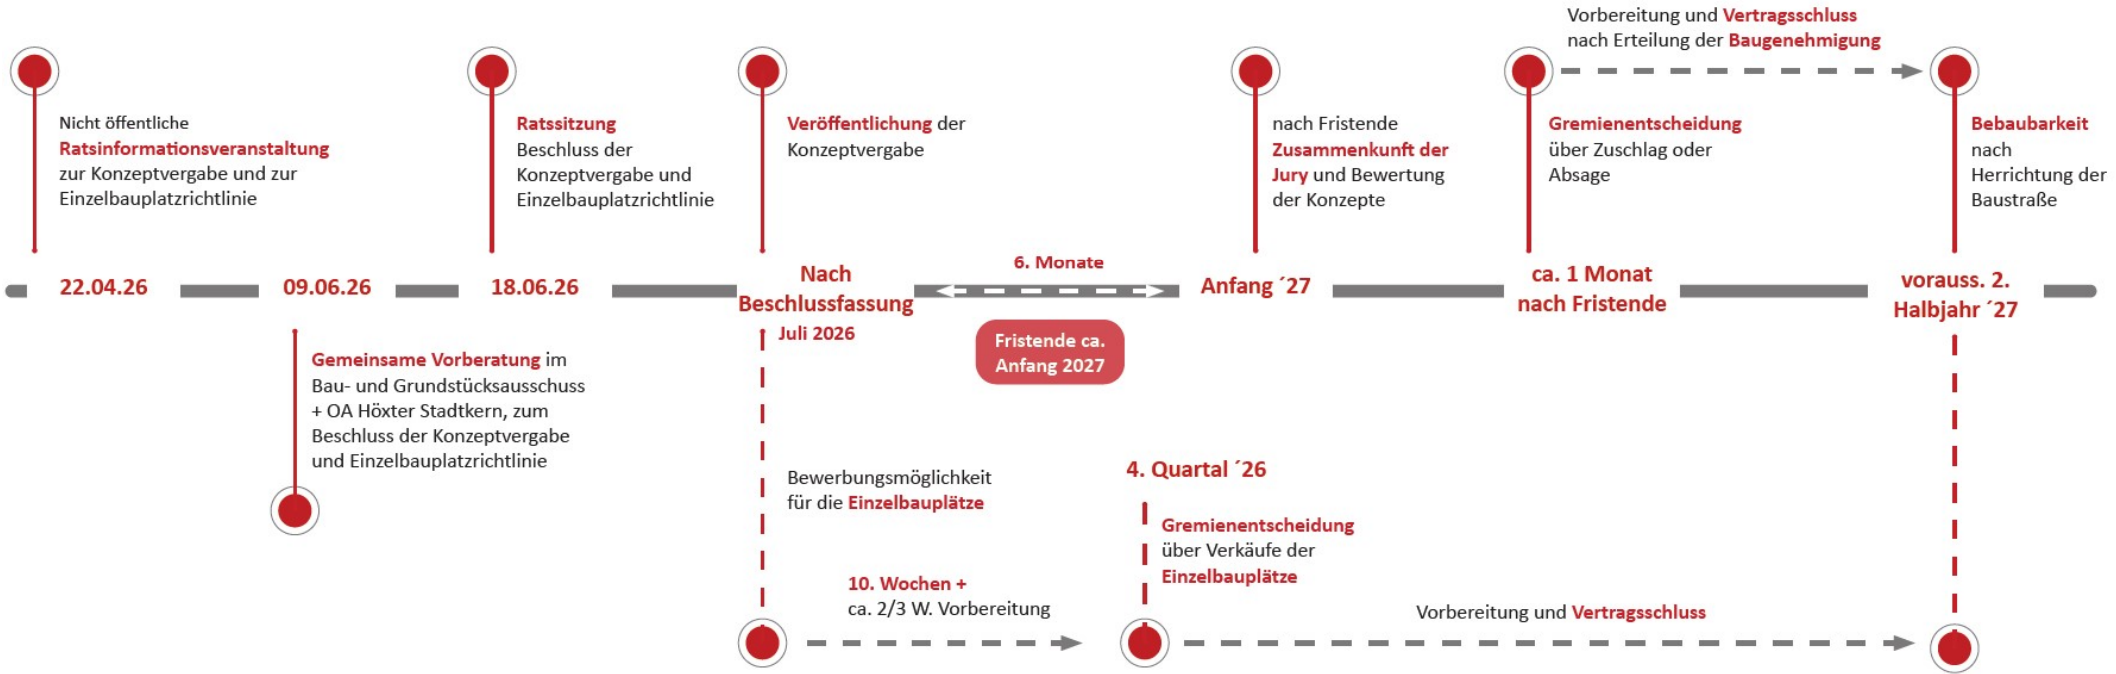 Vorbereitung und Vertragsschluss
nach Erteilung der Baugenehmigung
Nicht öffentliche
Ratsinformationsveranstaltung
zur Konzeptvergabe und zur
Einzelbauplatzrichtlinie
Ratssitzung
Beschluss der
Konzeptvergabe und
Einzelbauplatzrichtlinie
Veröffentlichung der
Konzeptvergabe
nach Fristende
Zusammenkunft der
Jury und Bewertung
der Konzepte
Gremienentscheidung
über Zuschlag oder
Absage
Bebaubarkeit
nach
Herrichtung der
Baustraße
22.04.26
09.06.26
18.06.26
Nach
Beschlussfassung
Juli 2026
6. Monate
Fristende ca.
Anfang 2027
Anfang ´27
ca. 1 Monat
nach Fristende
vorauss. 2.
Halbjahr ´27
Gemeinsame Vorberatung im
Bau- und Grundstücksausschuss
+ OA Höxter Stadtkern, zum
Beschluss der Konzeptvergabe
und Einzelbauplatzrichtlinie
Bewerbungsmöglichkeit
für die Einzelbauplätze
10. Wochen +
ca. 2/3 W. Vorbereitung
4. Quartal ´26
Gremienentscheidung
über Verkäufe der
Einzelbauplätze
Vorbereitung und Vertragsschluss